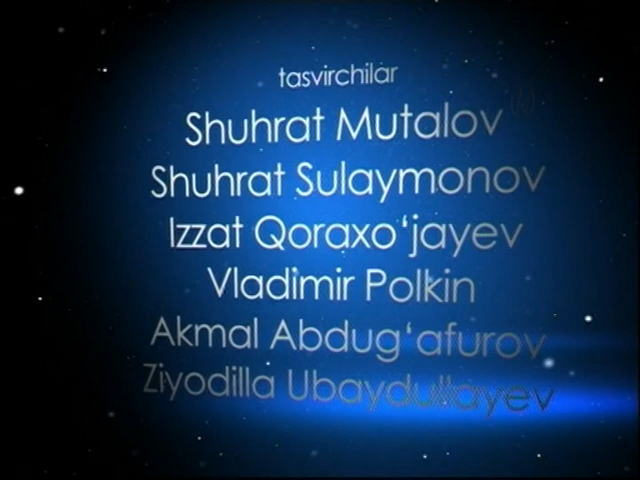 tasvirchilar
Shuhrat Mutalov
Shuhrat Sulaymonov
Izzat Qoraxo‘jayev
Vladimir Polkin
Akmal Abdug‘afurov
Ziyodilla Ubaydullayev